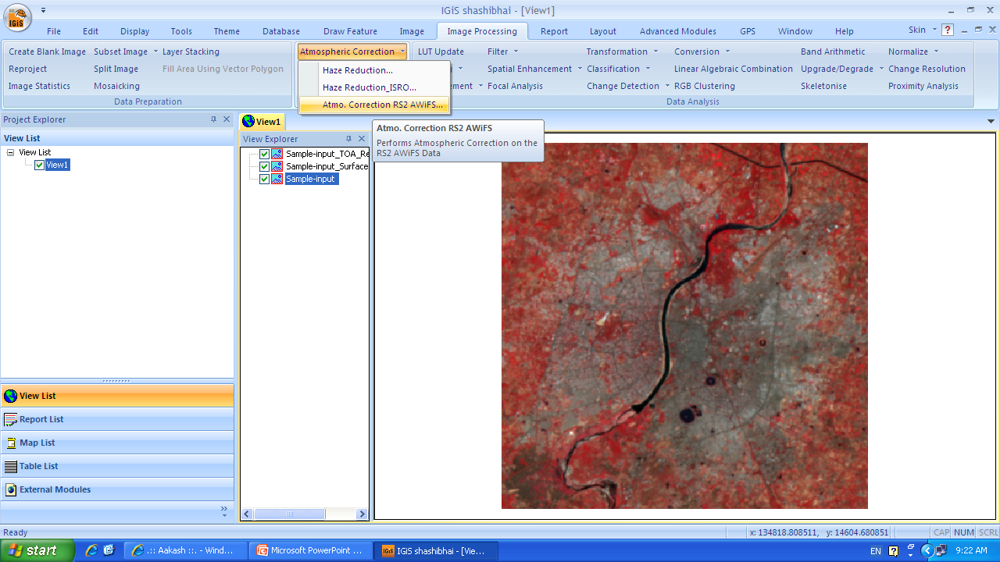 IGiS shashibhai - [View1]
IGiS
File Edit Display Tools Theme Database Draw Feature Image Image Processing Report Layout Advanced Modules GPS Window Help Skin
Create Blank Image Subset Image Layer Stacking
Reproject Split Image Fill Area Using Vector Polygon
Image Statistics Mosaicking
Data Preparation
Atmospheric Correction LUT Update
Haze Reduction...
Haze Reduction_ISRO...
Atmo. Correction RS2 AWiFS...
Filter Transformation Conversion Band Arithmetic Normalize
Spatial Enhancement Classification Linear Algebraic Combination Upgrade/Degrade Change Resolution
Focal Analysis Change Detection RGB Clustering Skeletonise Proximity Analysis
Data Analysis
Atmo. Correction RS2 AWiFS
Performs Atmospheric Correction on the
RS2 AWiFS Data
Project Explorer
View List
View List
View1
View1
View Explorer
Sample-input_TOA_Re
Sample-input_Surface
Sample-input
View List
Report List
Map List
Table List
External Modules
Ready
x: 134818.808511, y: 14604.680851
CAP NUM SCRL
start
.:: Aakash ::. - Wind...
Microsoft PowerPoint ...
IGiS shashibhai - [Vie...
EN
9:22 AM